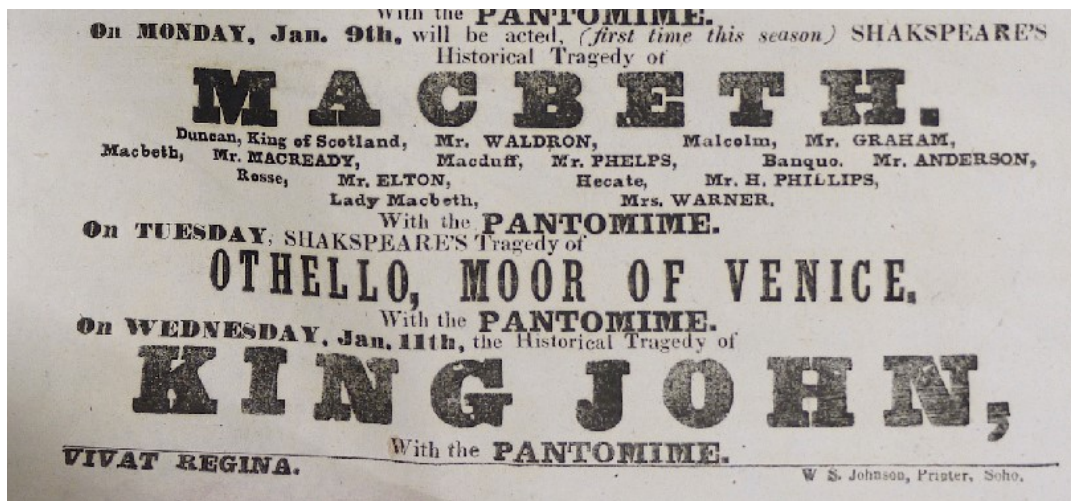 With the PANTOMIME.
On MONDAY, Jan. 9th, will be acted, (first time this season) SHAKSPEARE'S
Historical Tragedy of
MACBETH.
Duncan, King of Scotland, Mr. WALDRON, Malcolm, Mr. GRAHAM,
Macbeth, Mr. MACREADY, Macduff, Mr. PHELPS, Banquo. Mr. ANDERSON,
Rosse, Mr. ELTON, Hecate, Mr. H. PHILLIPS,
Lady Macbeth, Mrs. WARNER.
With the PANTOMIME.
On TUESDAY, SHAKSPEARE'S Tragedy of
OTHELLO, MOOR OF VENICE.
With the PANTOMIME.
On WEDNESDAY, Jan. 11th, the Historical Tragedy of
KING JOHN,
With the PANTOMIME.
VIVAT REGINA.
W S. Johnson, Printer, Soho.